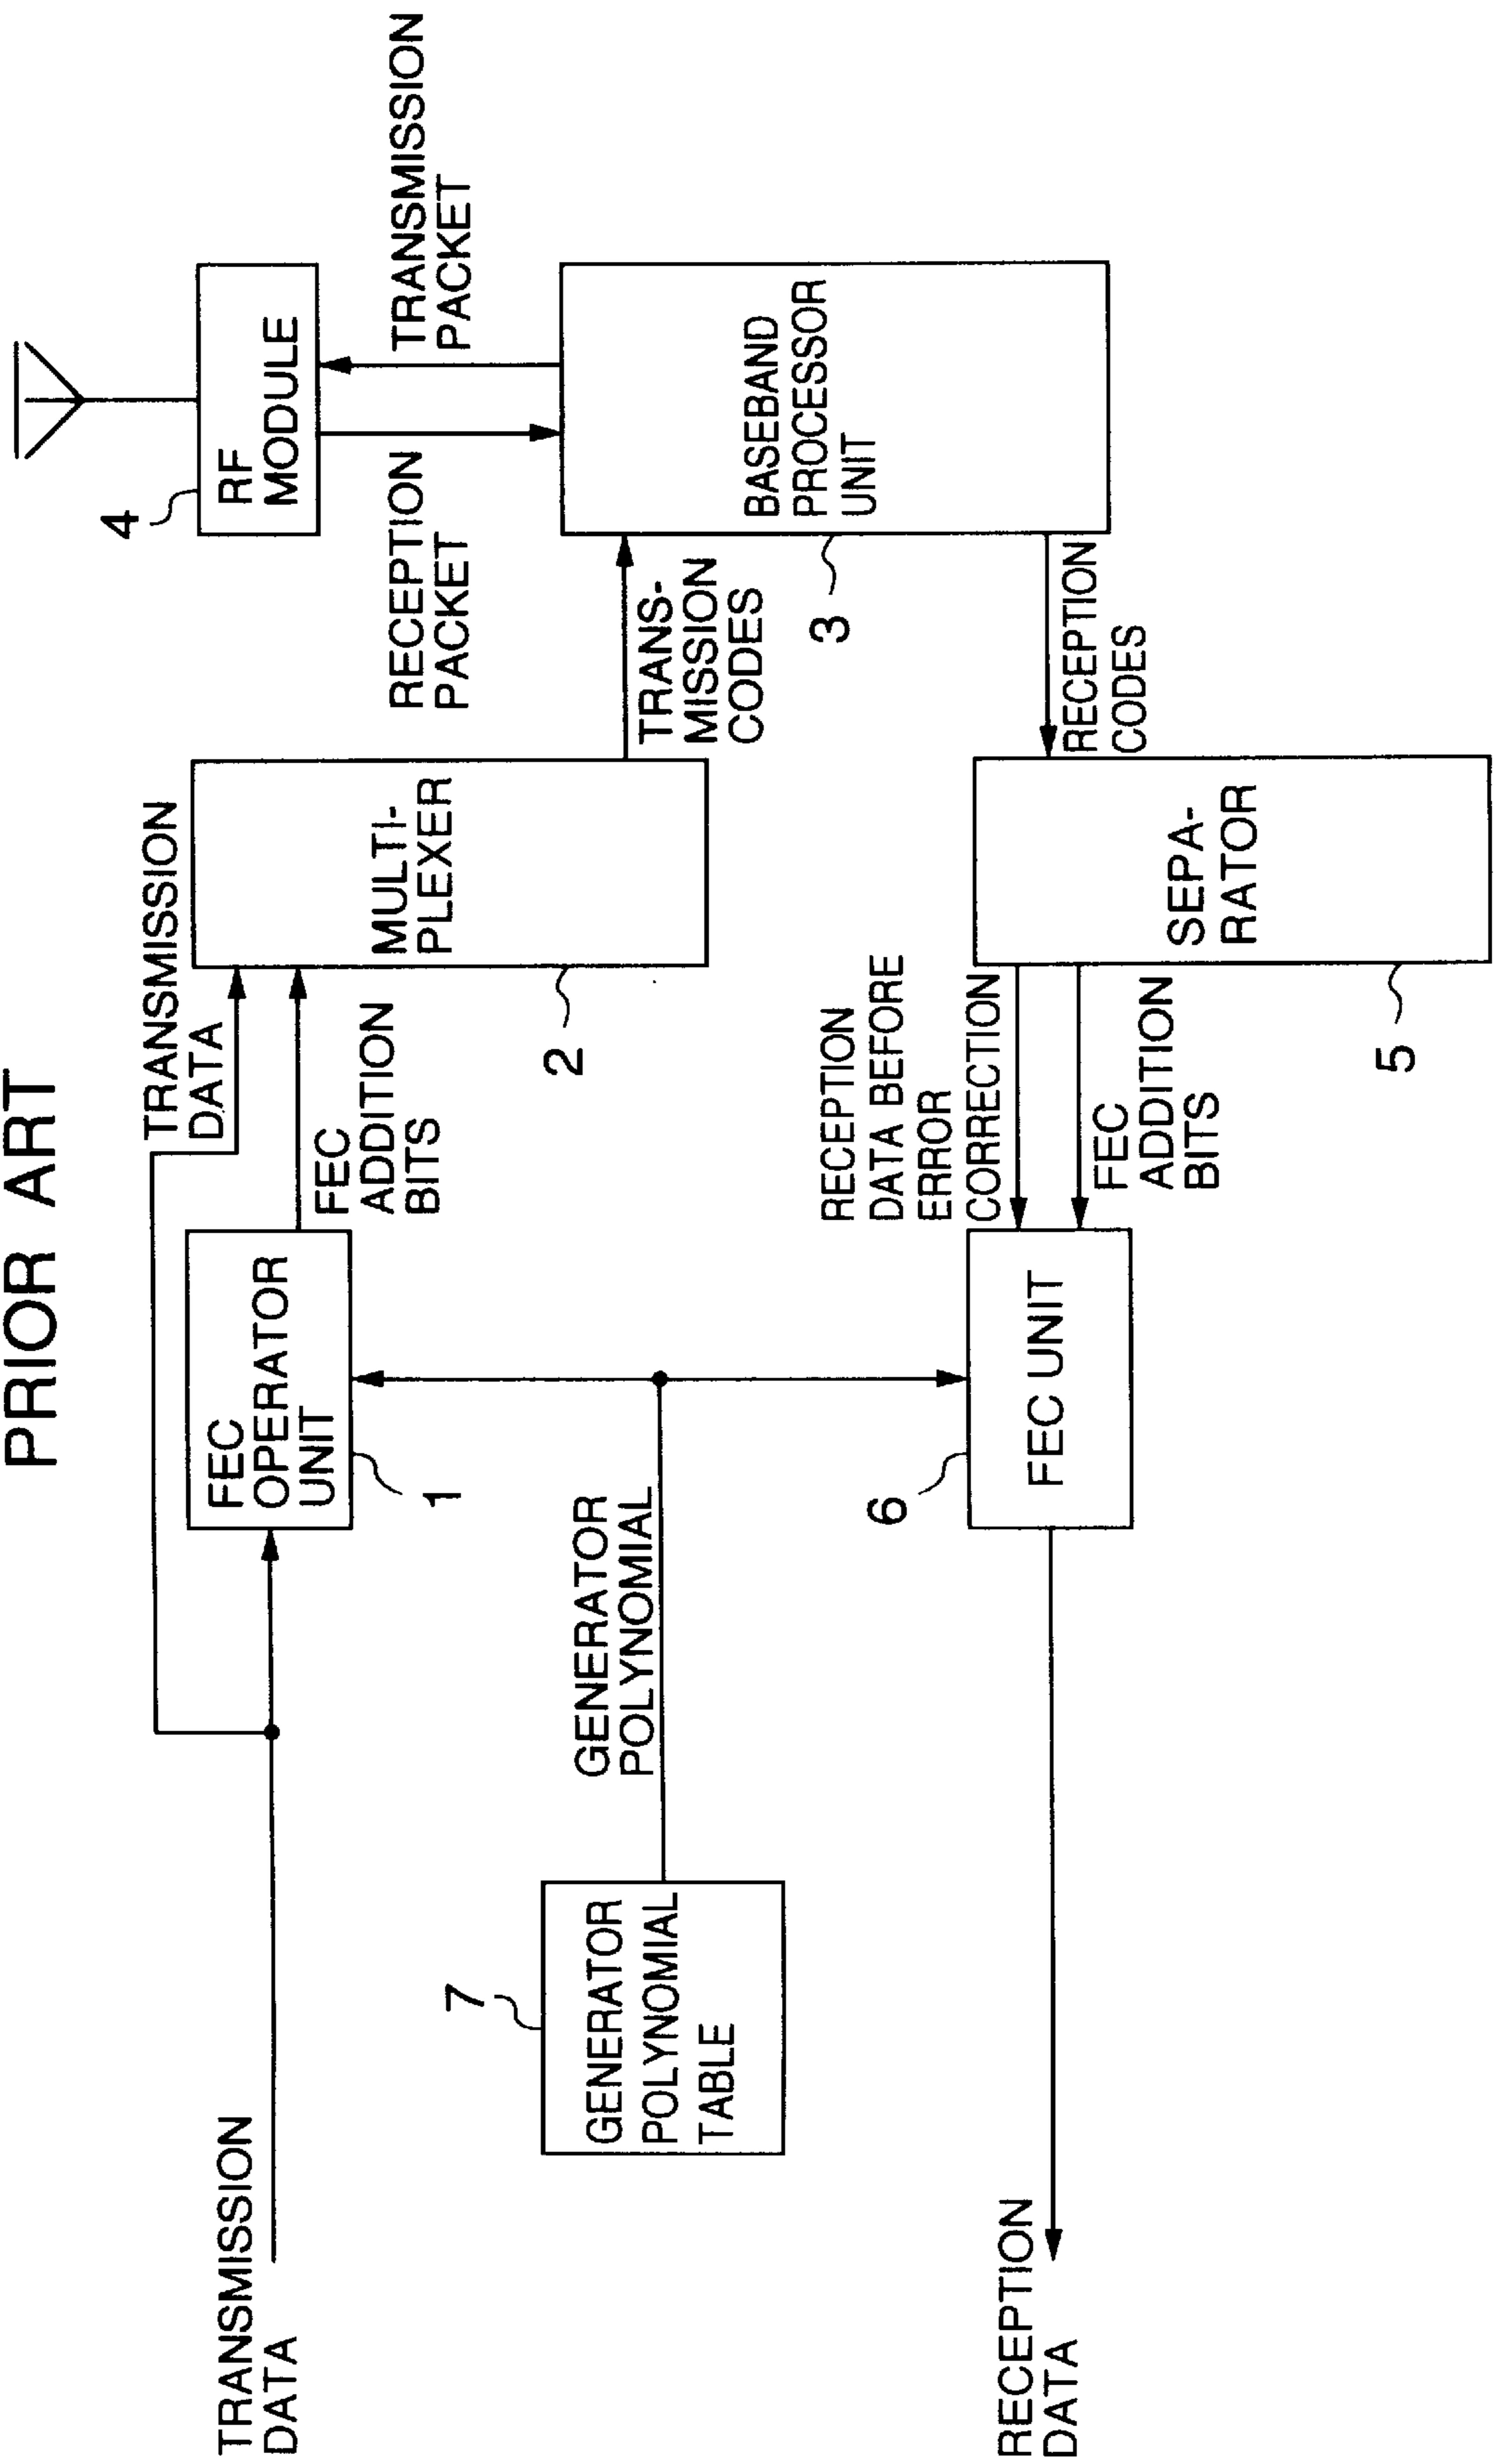 PRIOR ART
TRANSMISSION
DATA
FEC
OPERATOR
UNIT
1
TRANSMISSION
DATA
FEC
ADDITION
BITS
MULTI-
PLEXER
2
TRANS-
MISSION
CODES
4
RF
MODULE
RECEPTION
PACKET
TRANSMISSION
PACKET
BASEBAND
PROCESSOR
UNIT
3
GENERATOR
POLYNOMIAL
TABLE
7
GENERATOR
POLYNOMIAL
RECEPTION
CODES
SEPA-
RATOR
5
RECEPTION
DATA BEFORE
ERROR
CORRECTION
FEC
ADDITION
BITS
6
FEC UNIT
RECEPTION
DATA